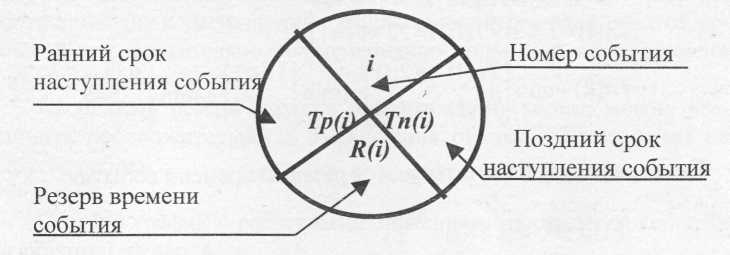 Ранний срок
наступления события
Номер события
i
Tp(i)
Tn(i)
R(i)
Поздний срок
наступления события
Резерв времени
события